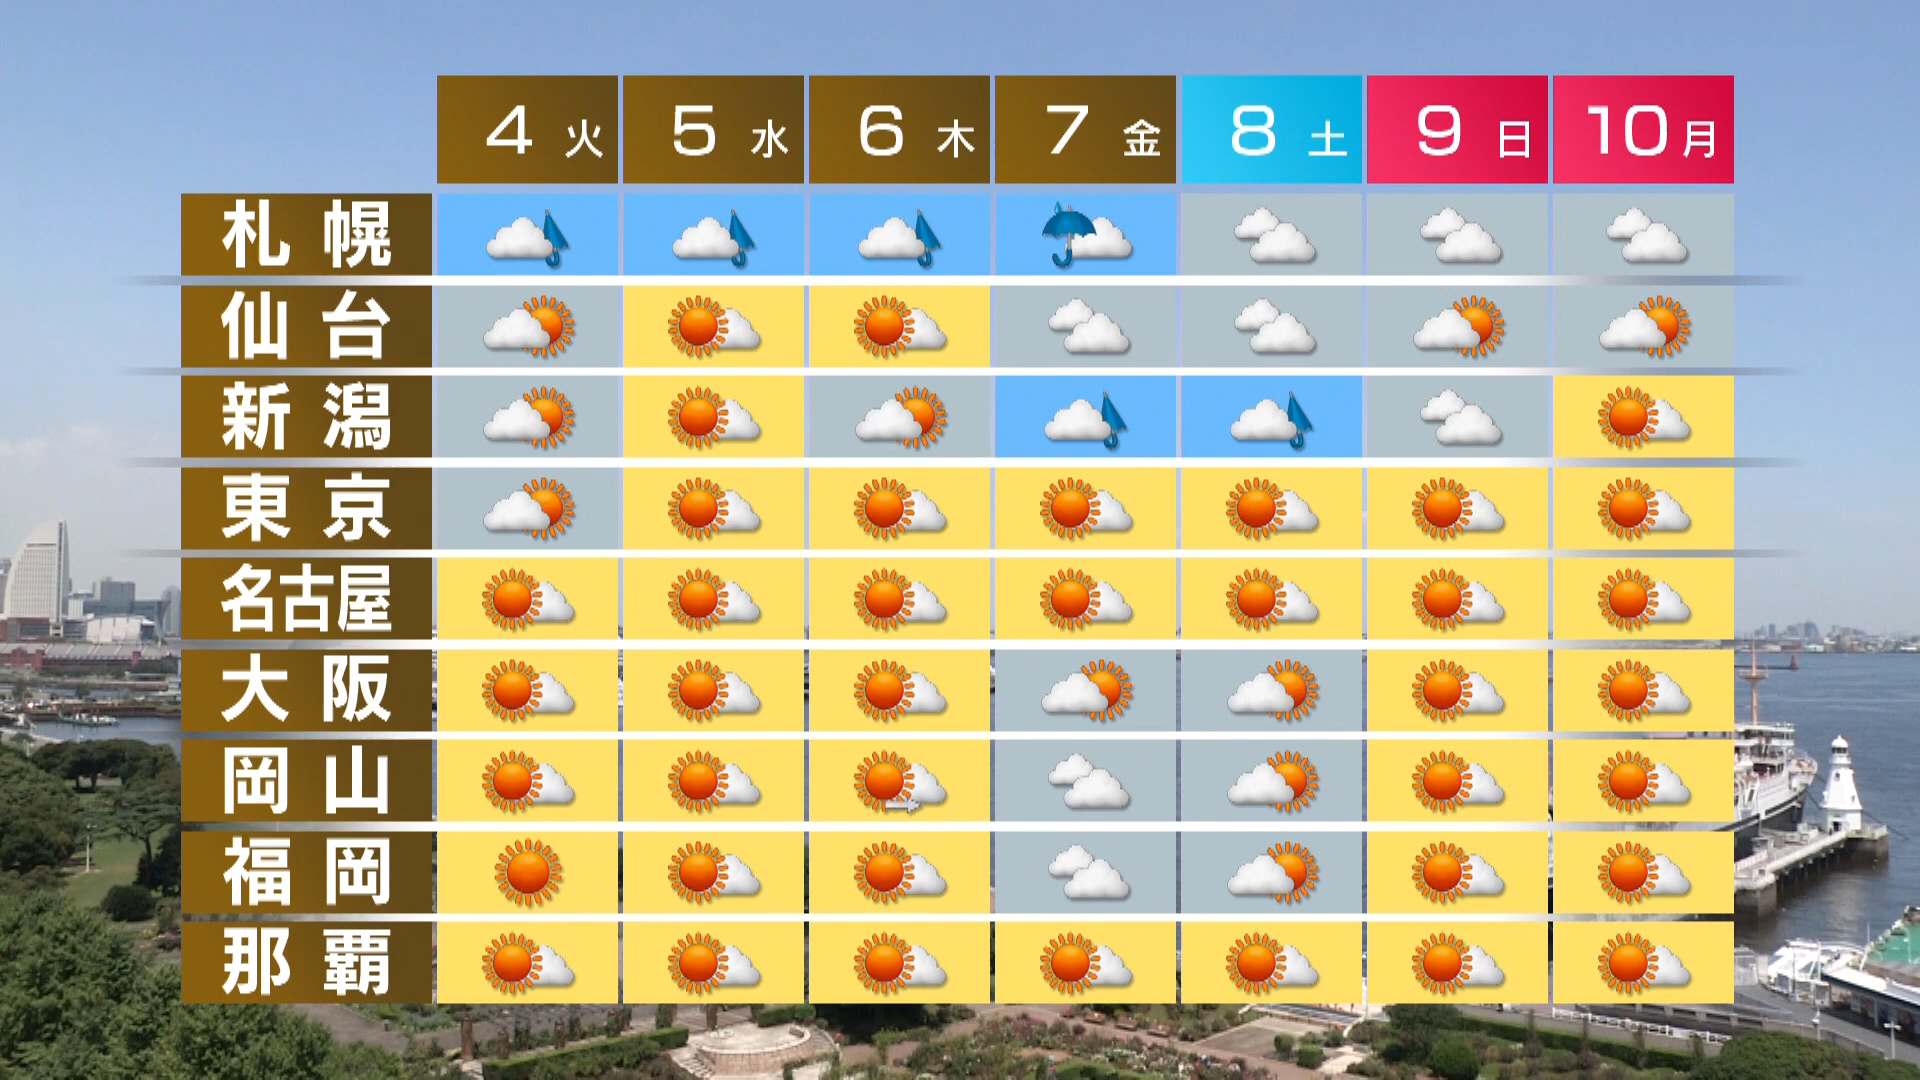 4 火 5 水 6 木 7 金 8 土 9 日 10 月
札幌
仙台
新潟
東京
名古屋
大阪
岡山
福岡
那覇